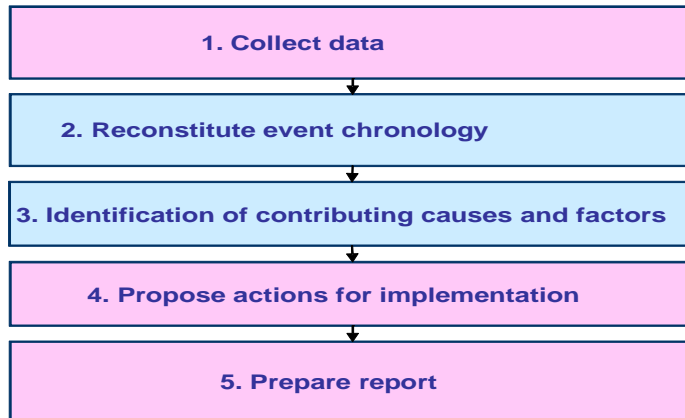 1. Collect data
2. Reconstitute event chronology
3. Identification of contributing causes and factors
4. Propose actions for implementation
5. Prepare report